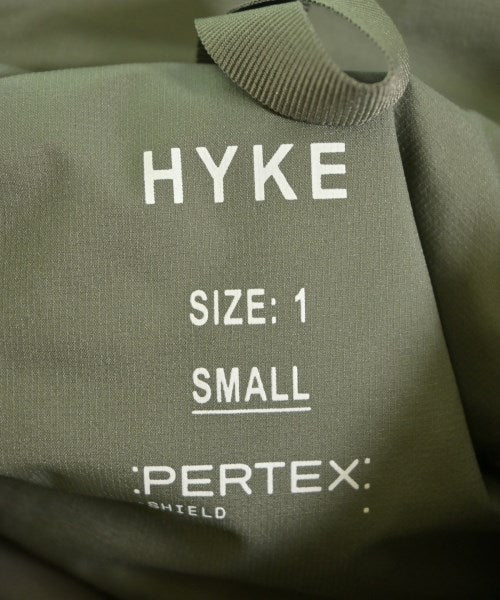 HYKE
SIZE: 1
SMALL
:PERTEX:
SHIELD